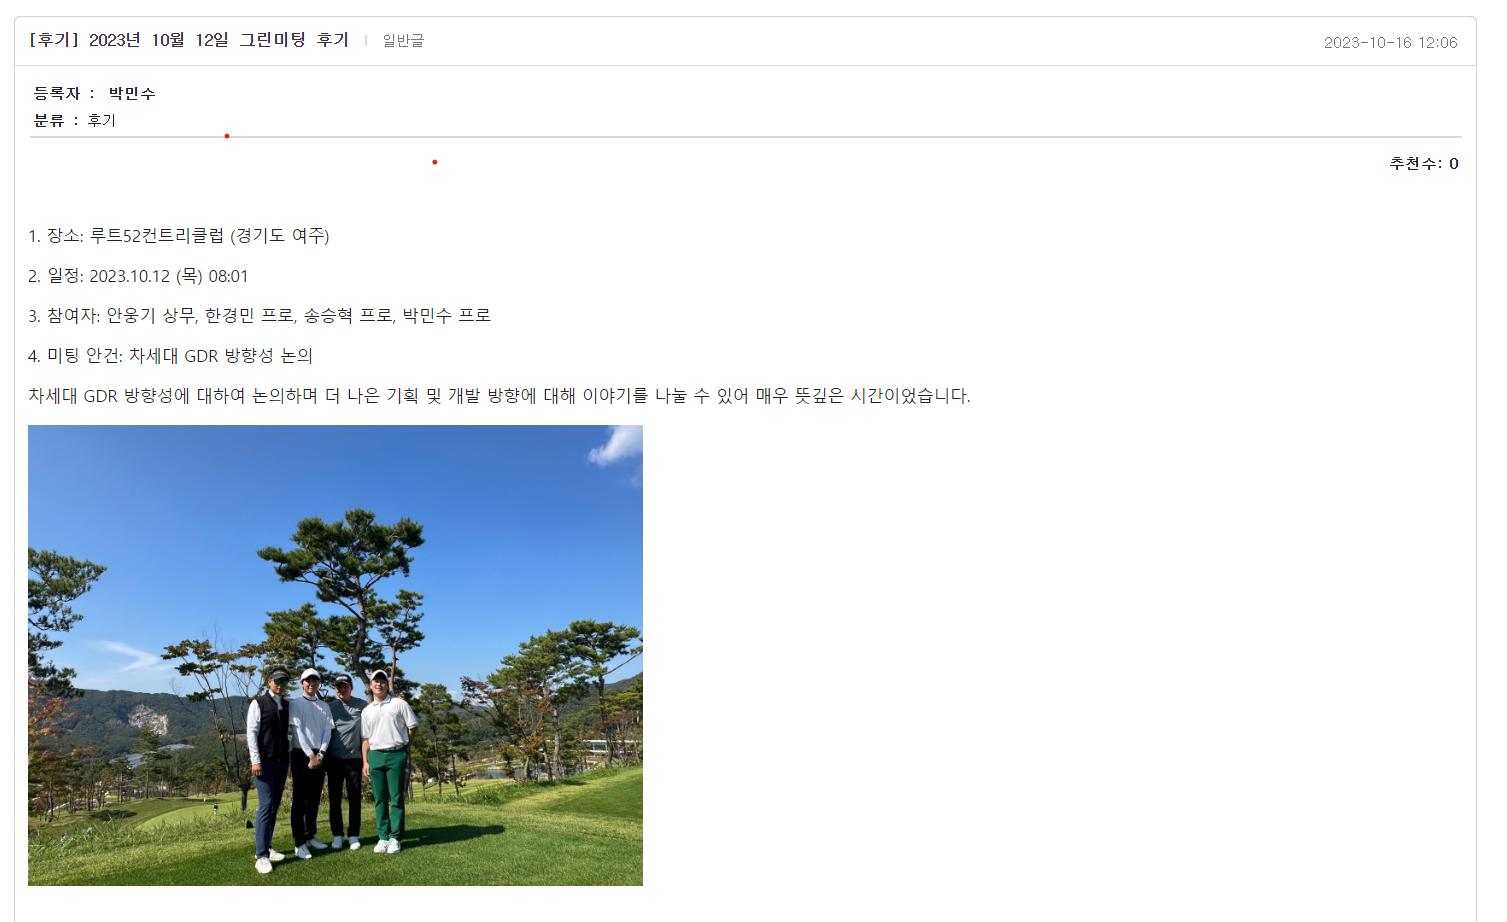 [후기] 2023년 10월 12일 그린미팅 후기 | 일반글
2023-10-16 12:06
등록자 : 박민수
분류 : 후기
추천수: 0
1. 장소: 루트52컨트리클럽 (경기도 여주)
2. 일정: 2023.10.12 (목) 08:01
3. 참여자: 안웅기 상무, 한경민 프로, 송승혁 프로, 박민수 프로
4. 미팅 안건: 차세대 GDR 방향성 논의
차세대 GDR 방향성에 대하여 논의하며 더 나은 기획 및 개발 방향에 대해 이야기를 나눌 수 있어 매우 뜻깊은 시간이었습니다.